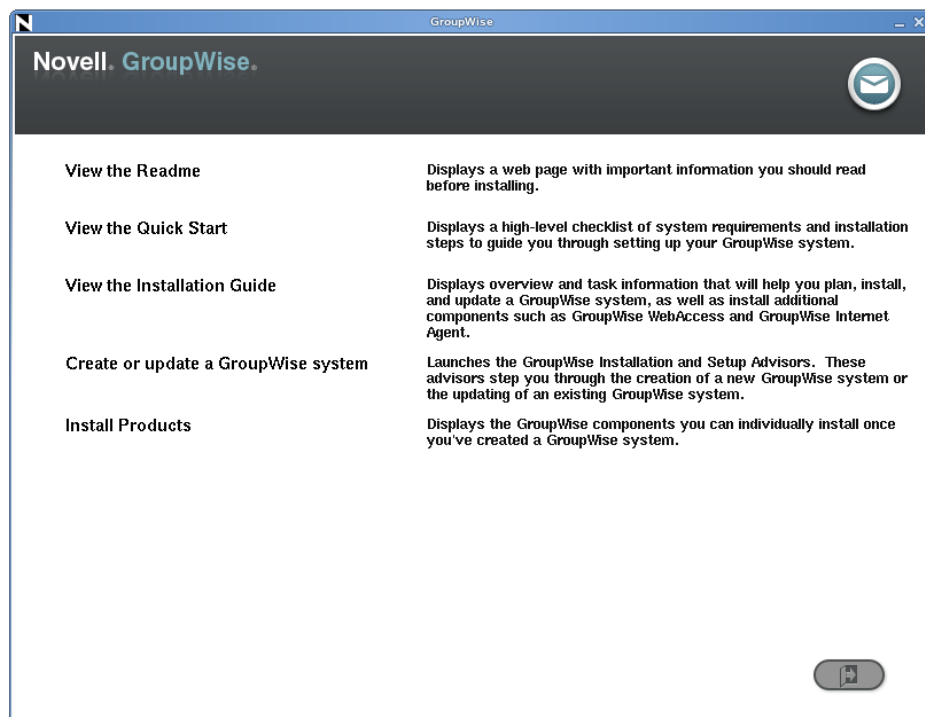 GroupWise
Novell. GroupWise.
View the Readme
Displays a web page with important information you should read
before installing.
View the Quick Start
Displays a high-level checklist of system requirements and installation
steps to guide you through setting up your GroupWise system.
View the Installation Guide
Displays overview and task information that will help you plan, install,
and update a GroupWise system, as well as install additional
components such as GroupWise WebAccess and GroupWise Internet
Agent.
Create or update a GroupWise system
Launches the GroupWise Installation and Setup Advisors.  These
advisors step you through the creation of a new GroupWise system or
the updating of an existing GroupWise system.
Install Products
Displays the GroupWise components you can individually install once
you've created a GroupWise system.